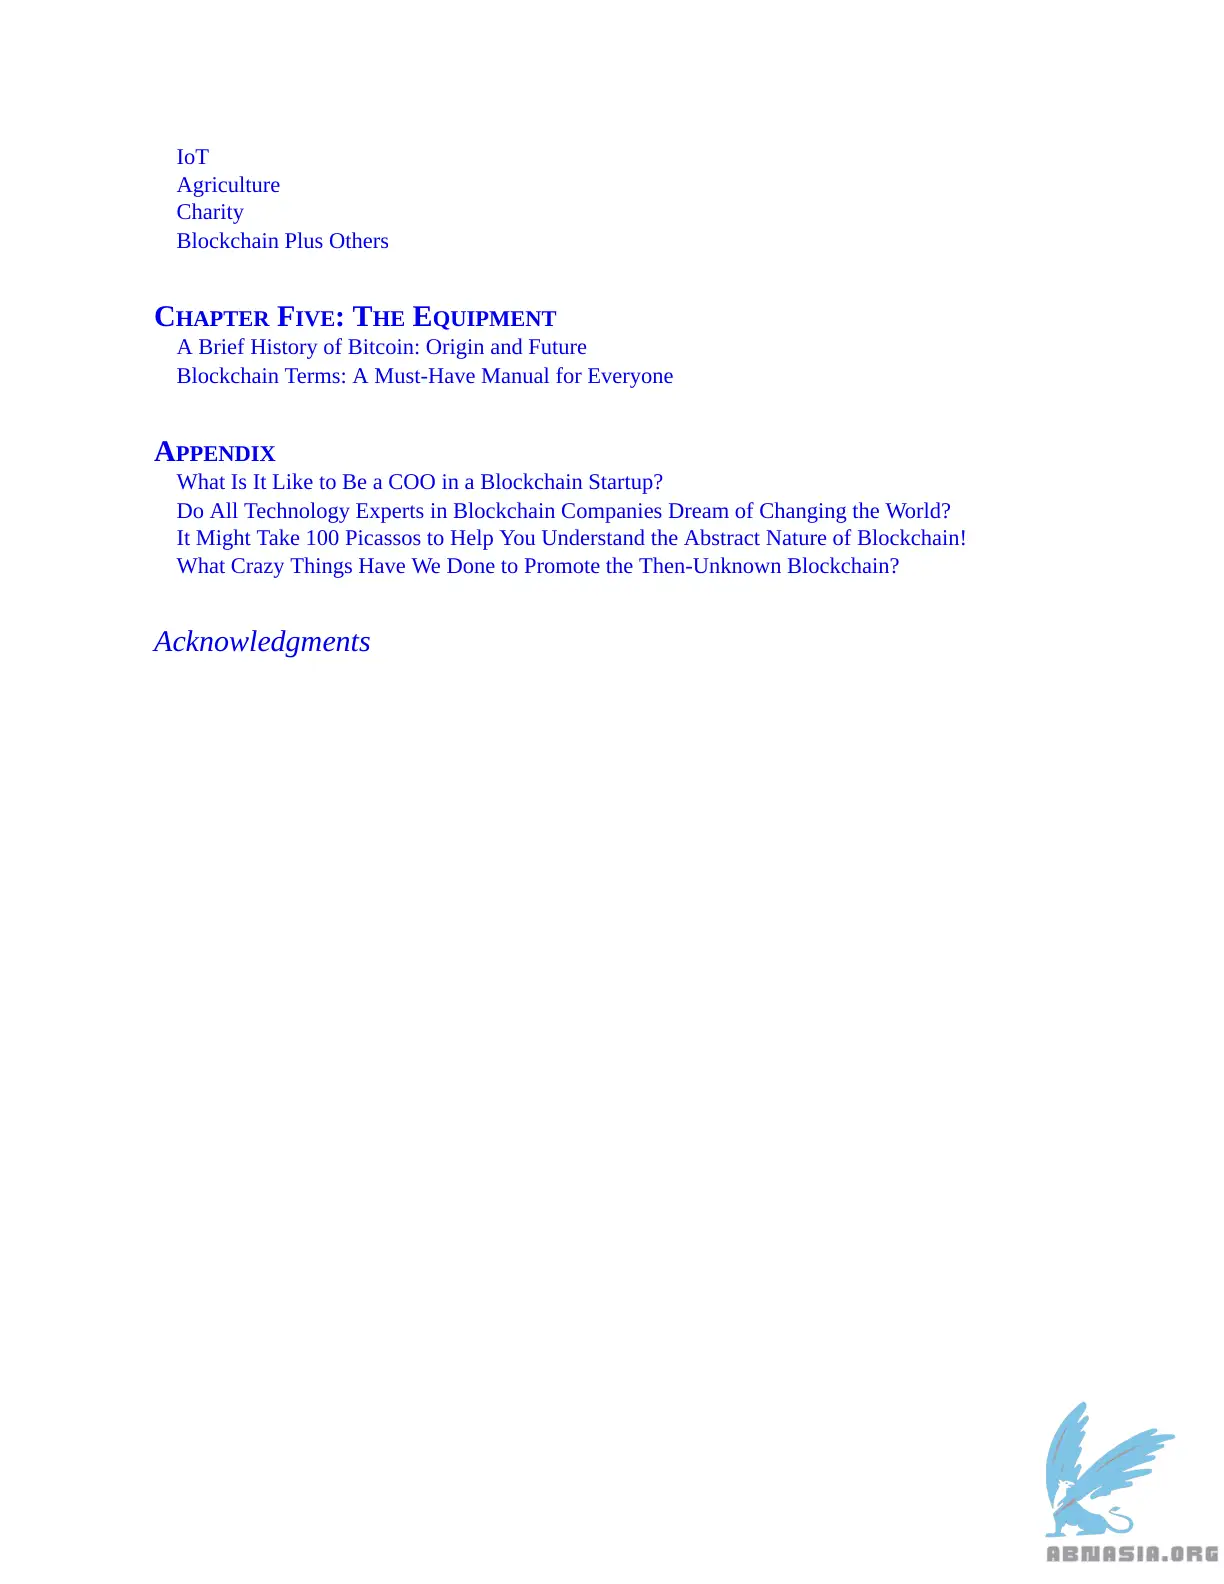 IoT
Agriculture
Charity
Blockchain Plus Others
CHAPTER FIVE: THE EQUIPMENT
A Brief History of Bitcoin: Origin and Future
Blockchain Terms: A Must-Have Manual for Everyone
APPENDIX
What Is It Like to Be a COO in a Blockchain Startup?
Do All Technology Experts in Blockchain Companies Dream of Changing the World?
It Might Take 100 Picassos to Help You Understand the Abstract Nature of Blockchain!
What Crazy Things Have We Done to Promote the Then-Unknown Blockchain?
Acknowledgments
ABNASIA.ORG